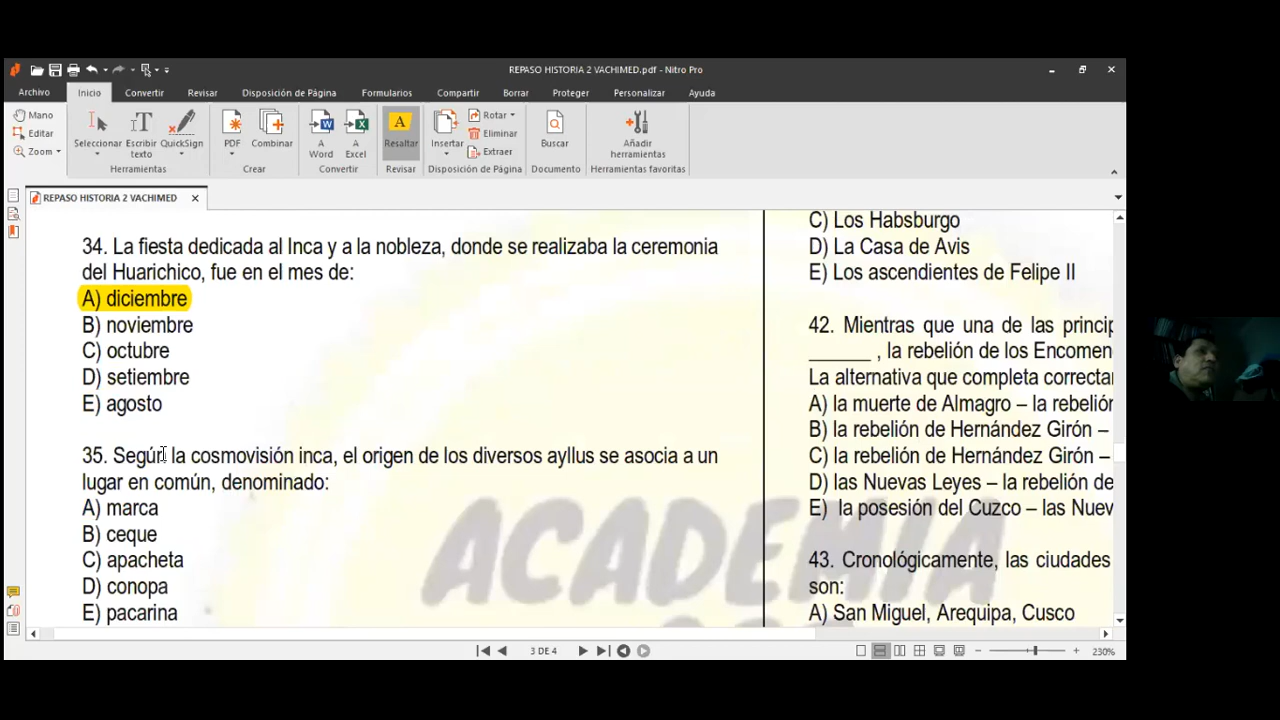 REPASO HISTORIA 2 VACHIMED.pdf - Nitro Pro
Archivo Inicio Convertir Revisar Disposición de Página Formularios Compartir Borrar Proteger Personalizar Ayuda
Mano
Editar
Zoom
Seleccionar
Escribir texto
QuickSign
Herramientas
PDF
Combinar
Crear
A Word
A Excel
Convertir
A
Resaltar
Revisar
Insertar
Rotar
Eliminar
Extraer
Disposición de Página
Buscar
Documento
Añadir herramientas
Herramientas favoritas
REPASO HISTORIA 2 VACHIMED
34. La fiesta dedicada al Inca y a la nobleza, donde se realizaba la ceremonia
del Huarichico, fue en el mes de:
A) diciembre
B) noviembre
C) octubre
D) setiembre
E) agosto
35. Según la cosmovisión inca, el origen de los diversos ayllus se asocia a un
lugar en común, denominado:
A) marca
B) ceque
C) apacheta
D) conopa
E) pacarina
ACADEMIA
C) Los Habsburgo
D) La Casa de Avis
E) Los ascendientes de Felipe II
42. Mientras que una de las princip
______ , la rebelión de los Encomen
La alternativa que completa correcta
A) la muerte de Almagro – la rebelión
B) la rebelión de Hernández Girón –
C) la rebelión de Hernández Girón –
D) las Nuevas Leyes – la rebelión de
E) la posesión del Cuzco – las Nuev
43. Cronológicamente, las ciudades
son:
A) San Miguel, Arequipa, Cusco
3 DE 4
230%